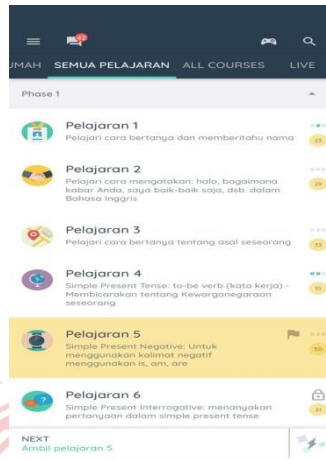 42
UMAH SEMUA PELAJARAN ALL COURSES LIVE
Phase 1
Pelajaran 1
Pelajari cara bertanya dan memberitahu nama
25
Pelajaran 2
Pelajari cara mengatakan: halo, bagaimana
kabar Anda, saya baik-baik saja, dsb. dalam
Bahasa Inggris
29
Pelajaran 3
Pelajari cara bertanya tentang asal seseorang
33
Pelajaran 4
Simple Present Tense: to-be verb (kata kerja) -
Membicarakan tentang Kewarganegaraan
seseorang
Pelajaran 5
Simple Present Negative: Untuk
menggunakan kalimat negatif
menggunakan is, am, are
Pelajaran 6
Simple Present Interrogative: menanyakan
pertanyaan dalam simple present tense
31
NEXT
Ambil pelajaran 5